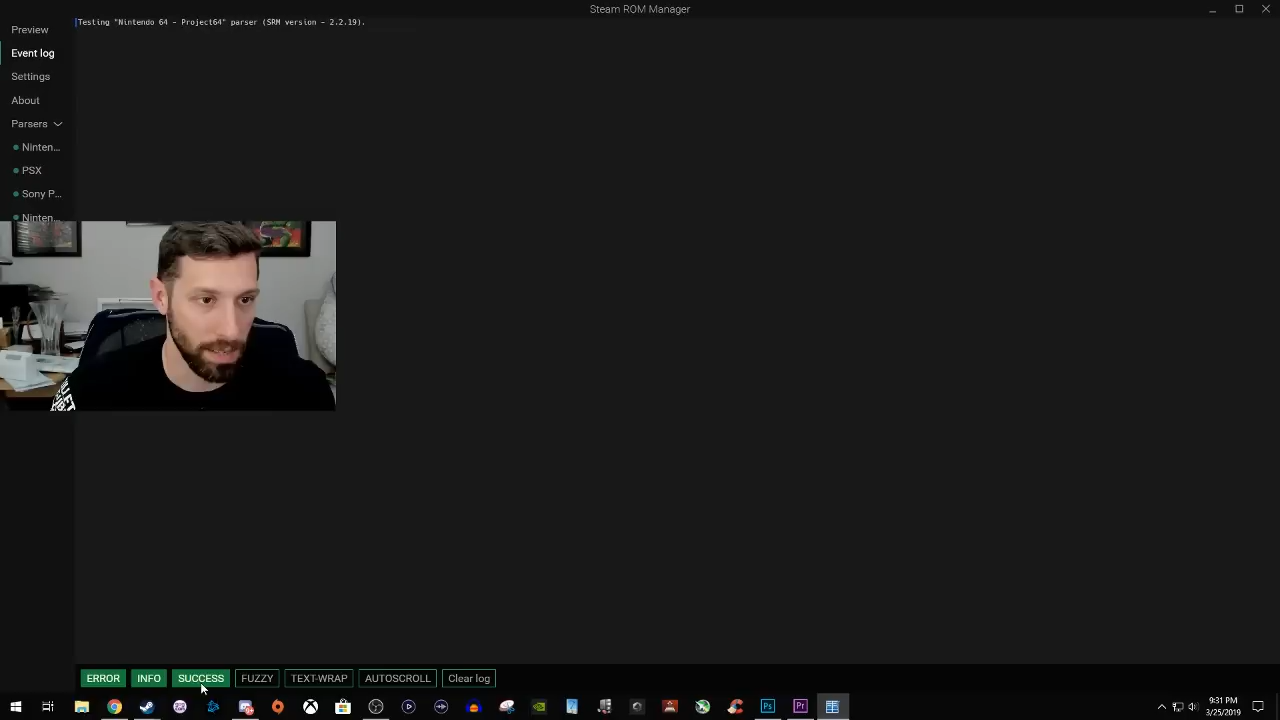 Steam ROM Manager
Preview
Event log
Settings
About
Parsers
Ninten...
PSX
Sony P...
Ninten...
Testing "Nintendo 64 - Project64" parser (SRM version - 2.2.19).
ERROR
INFO
SUCCESS
FUZZY
TEXT-WRAP
AUTOSCROLL
Clear log
Ps
Pr
9:31 PM
3/25/2019